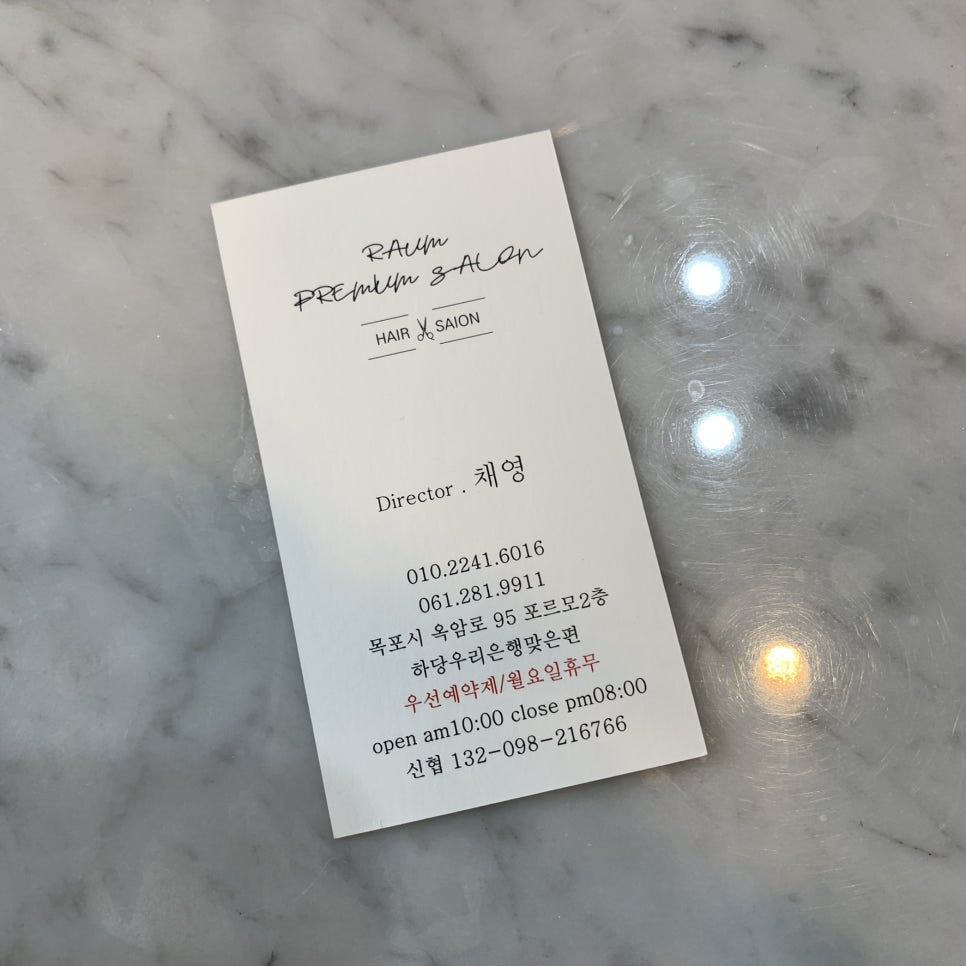 RAUM
PREMIUM SALON
HAIR SAION
Director . 채영
010.2241.6016
061.281.9911
목포시 옥암로 95 포르모2층
하당우리은행맞은편
우선예약제/월요일휴무
open am10:00 close pm08:00
신협 132-098-216766